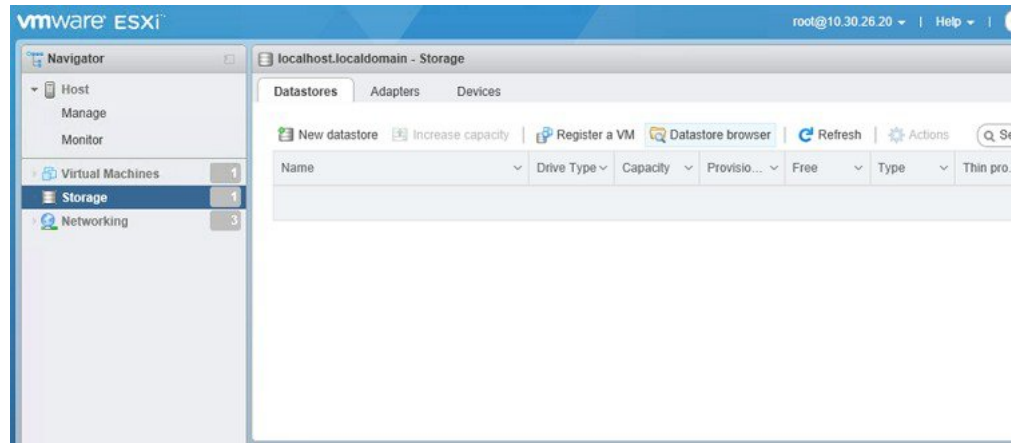 vmware ESXi™
root@10.30.26.20 | Help |
Navigator
localhost.localdomain - Storage
Host
Manage
Monitor
Virtual Machines 1
Storage 1
Networking 3
Datastores Adapters Devices
New datastore Increase capacity | Register a VM Datastore browser | Refresh | Actions Se
Name Drive Type Capacity Provisio... Free Type Thin pro.